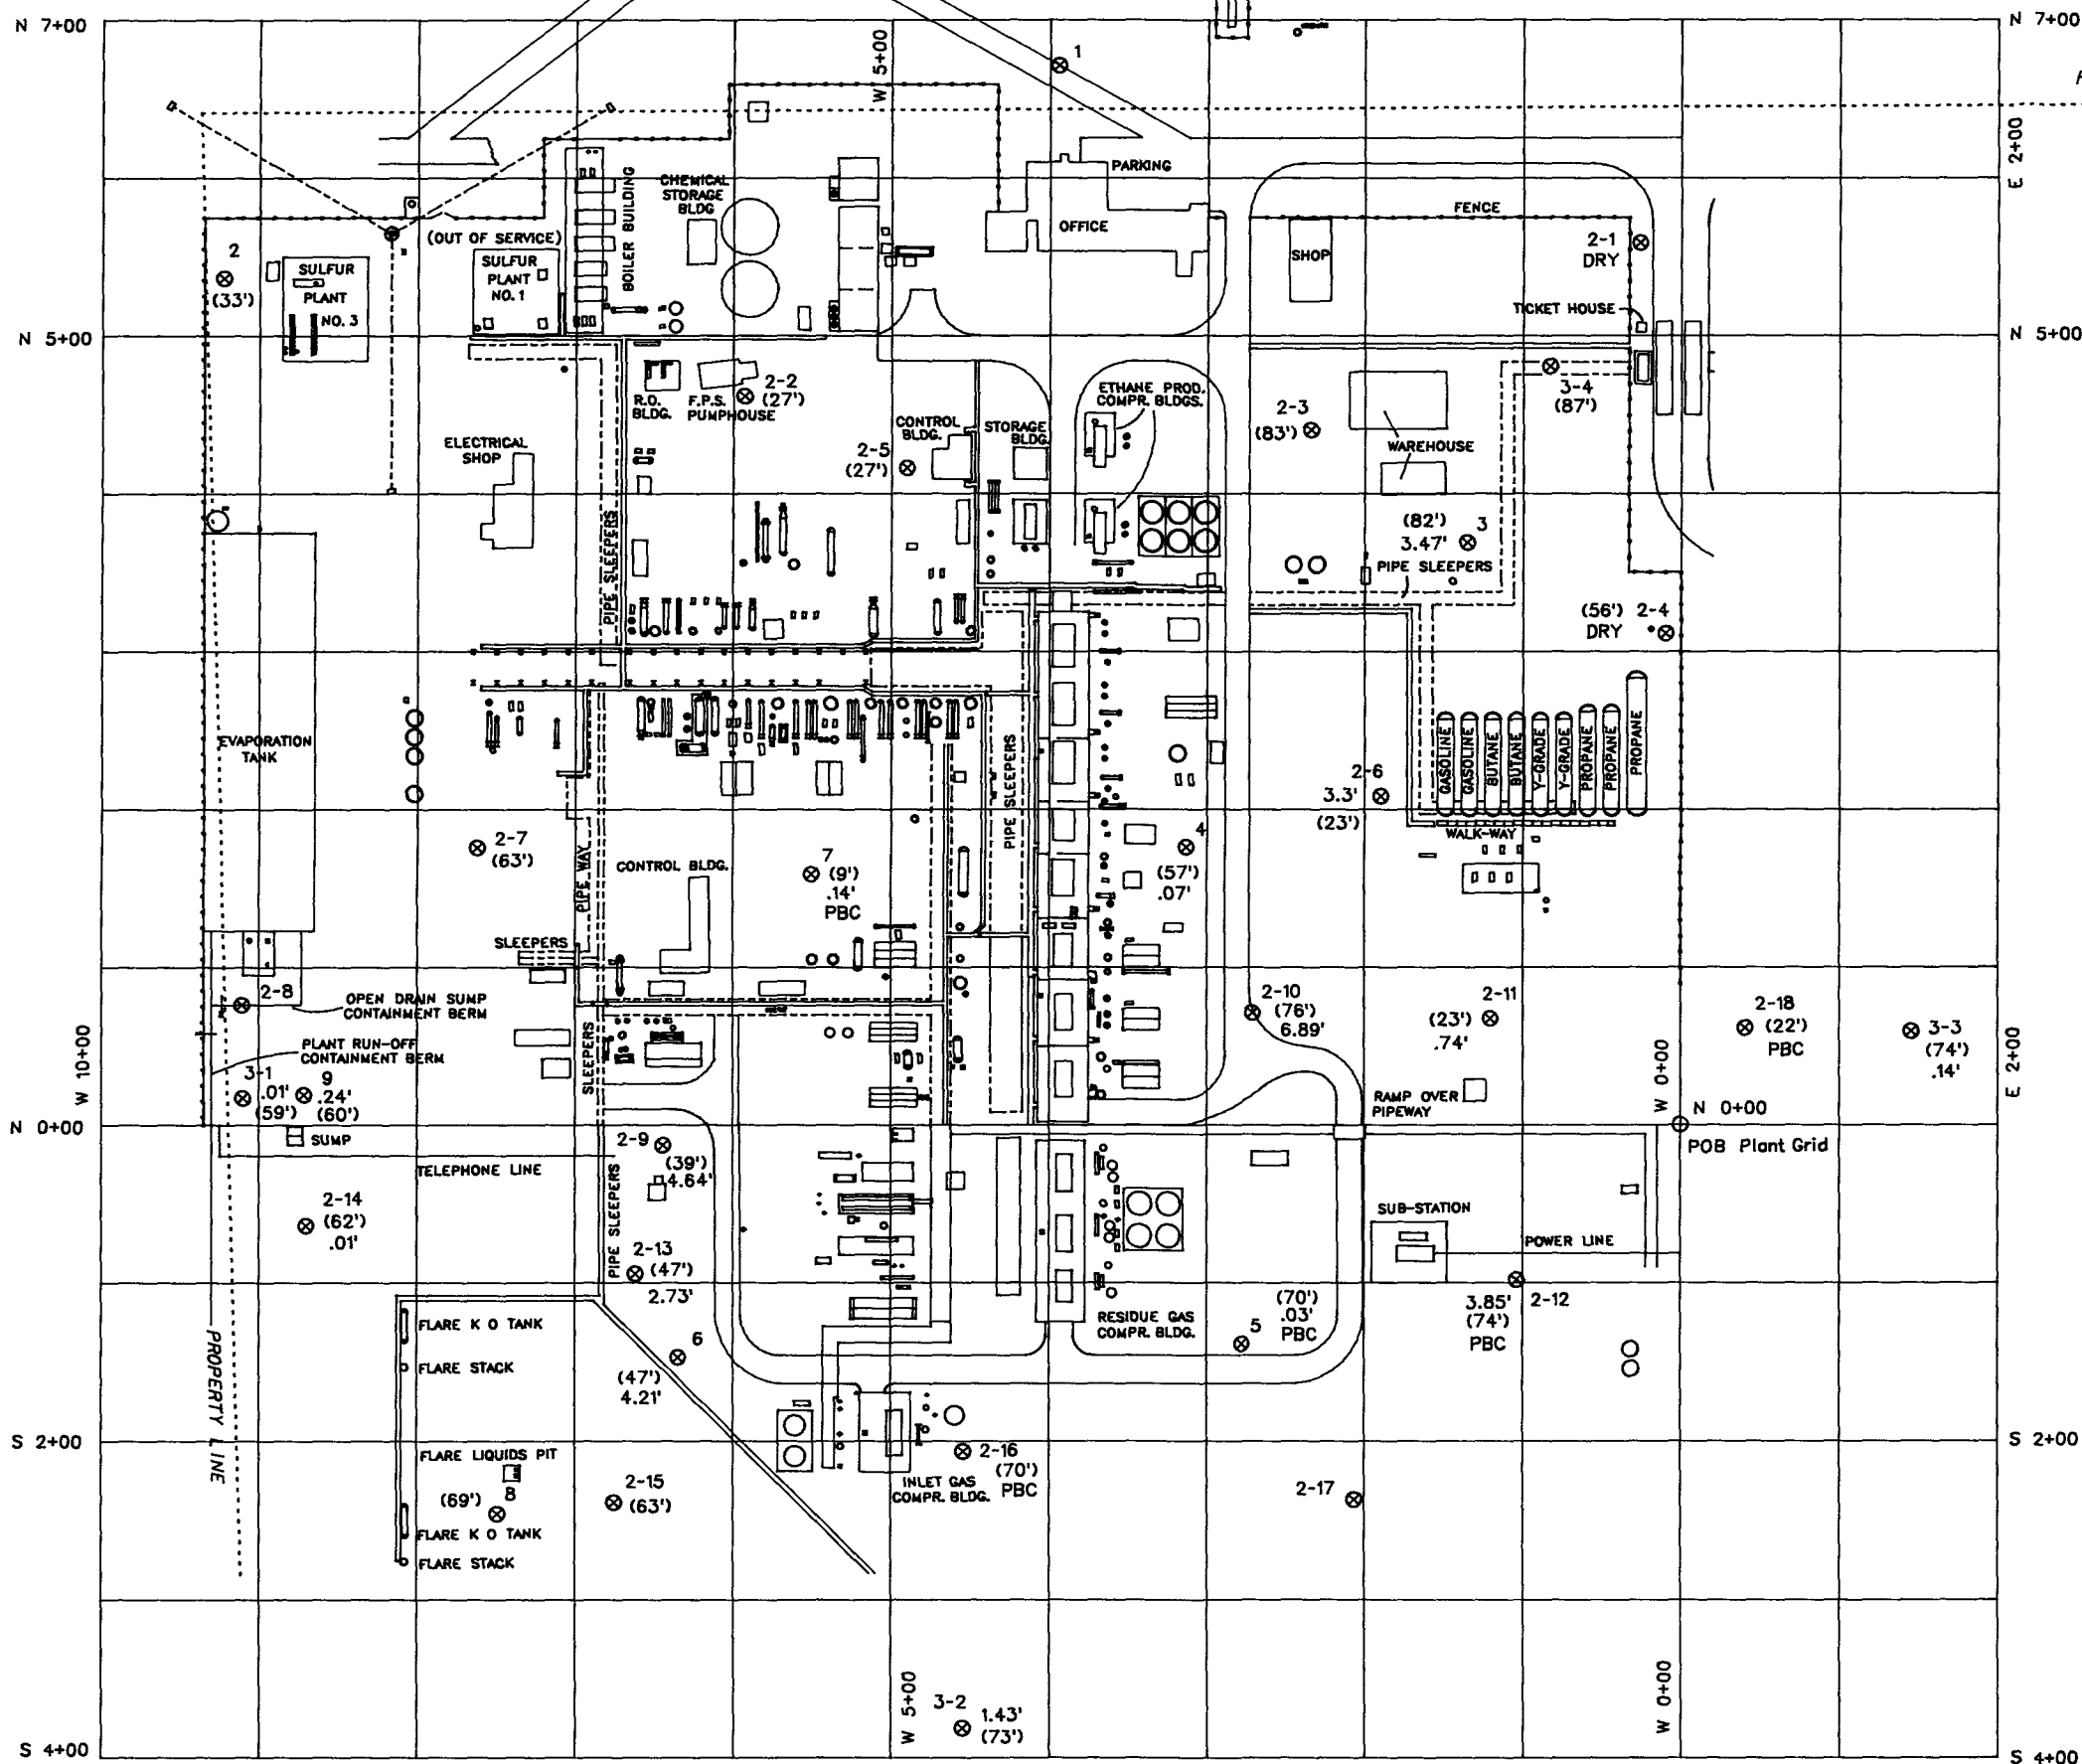 N 7+00
N 7+00
W 5+00
1
E 2+00
PARKING
CHEMICAL
STORAGE
BLDG
BOILER BUILDING
FENCE
OFFICE
(OUT OF SERVICE)
2
(33')
SULFUR
PLANT
NO. 3
SULFUR
PLANT
NO. 1
SHOP
2-1
DRY
TICKET HOUSE
N 5+00
N 5+00
R.O.
BLDG.
F.P.S.
PUMPHOUSE
2-2
(27')
ETHANE PROD.
COMPR. BLDGS.
3-4
(87')
2-3
(83')
WAREHOUSE
CONTROL
BLDG.
STORAGE
BLDG.
2-5
(27')
ELECTRICAL
SHOP
PIPE SLEEPERS
(82')
3
3.47'
PIPE SLEEPERS
(56')
2-4
DRY
EVAPORATION
TANK
PIPE SLEEPERS
GASOLINE
GASOLINE
BUTANE
BUTANE
Y-GRADE
Y-GRADE
PROPANE
PROPANE
PROPANE
2-6
3.3'
(23')
WALK-WAY
2-7
(63')
PIPE WAY
CONTROL BLDG.
7
(9')
.14'
PBC
4
(57')
.07'
SLEEPERS
2-8
OPEN DRAIN SUMP
CONTAINMENT BERM
PLANT RUN-OFF
CONTAINMENT BERM
W 10+00
3-1
.01'
(59')
9
.24'
(60')
SLEEPERS
2-10
(76')
6.89'
2-11
(23')
.74'
2-18
(22')
PBC
3-3
(74')
.14'
E 2+00
W 0+00
RAMP OVER
PIPEWAY
N 0+00
N 0+00
POB Plant Grid
SUMP
TELEPHONE LINE
2-9
(39')
4.64'
PIPE SLEEPERS
2-14
(62')
.01'
SUB-STATION
POWER LINE
2-13
(47')
2.73'
FLARE K O TANK
FLARE STACK
6
(47')
4.21'
RESIDUE GAS
COMPR. BLDG.
(70')
.03'
PBC
5
3.85'
2-12
(74')
PBC
PROPERTY LINE
S 2+00
S 2+00
FLARE LIQUIDS PIT
8
(69')
2-15
(63')
INLET GAS
COMPR. BLDG.
2-16
(70')
PBC
2-17
FLARE K O TANK
FLARE STACK
W 5+00
3-2
1.43'
(73')
W 0+00
S 4+00
S 4+00